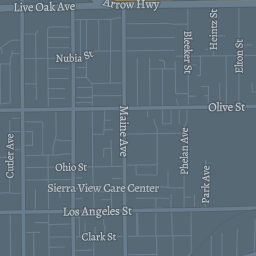 Live Oak Ave
Arrow Hwy
Nubia St
Bleeker St
Heintz St
Elton St
Olive St
Maine Ave
Cutler Ave
Phelan Ave
Park Ave
Ohio St
Sierra View Care Center
Los Angeles St
Clark St